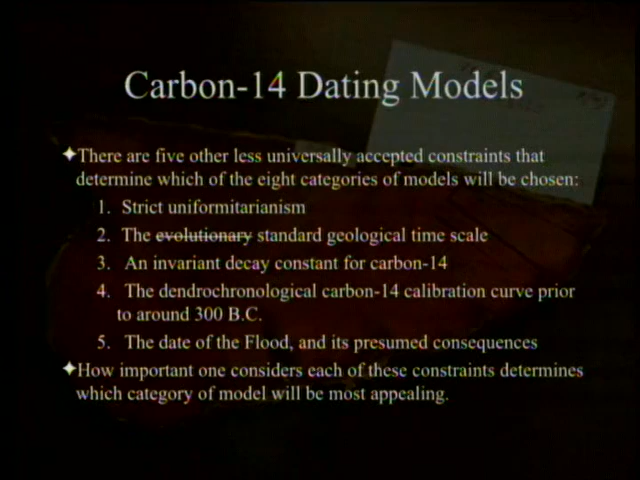 Carbon-14 Dating Models
✦There are five other less universally accepted constraints that
determine which of the eight categories of models will be chosen:
1. Strict uniformitarianism
2. The evolutionary standard geological time scale
3. An invariant decay constant for carbon-14
4. The dendrochronological carbon-14 calibration curve prior
to around 300 B.C.
5. The date of the Flood, and its presumed consequences
✦How important one considers each of these constraints determines
which category of model will be most appealing.